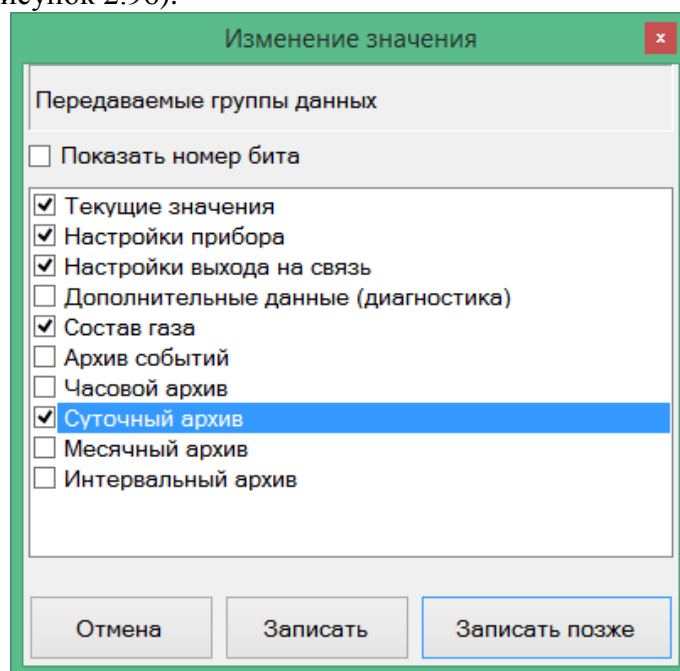 Изменение значения
x
Передаваемые группы данных
Показать номер бита
Текущие значения
Настройки прибора
Настройки выхода на связь
Дополнительные данные (диагностика)
Состав газа
Архив событий
Часовой архив
Суточный архив
Месячный архив
Интервальный архив
Отмена
Записать
Записать позже